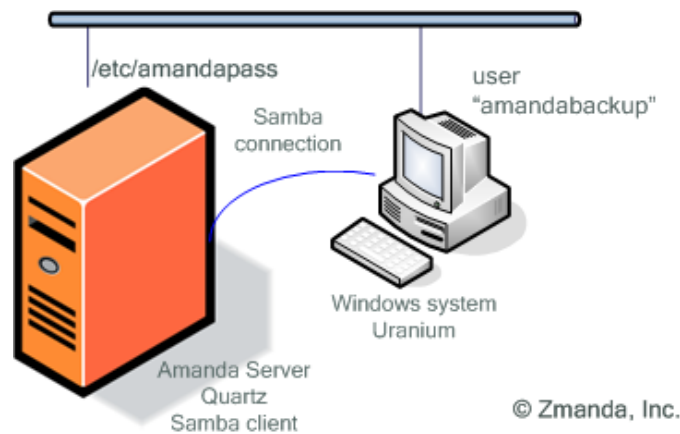 /etc/amandapass
user
“amandabackup”
Samba
connection
Windows system
Uranium
Amanda Server
Quartz
Samba client
© Zmanda, Inc.